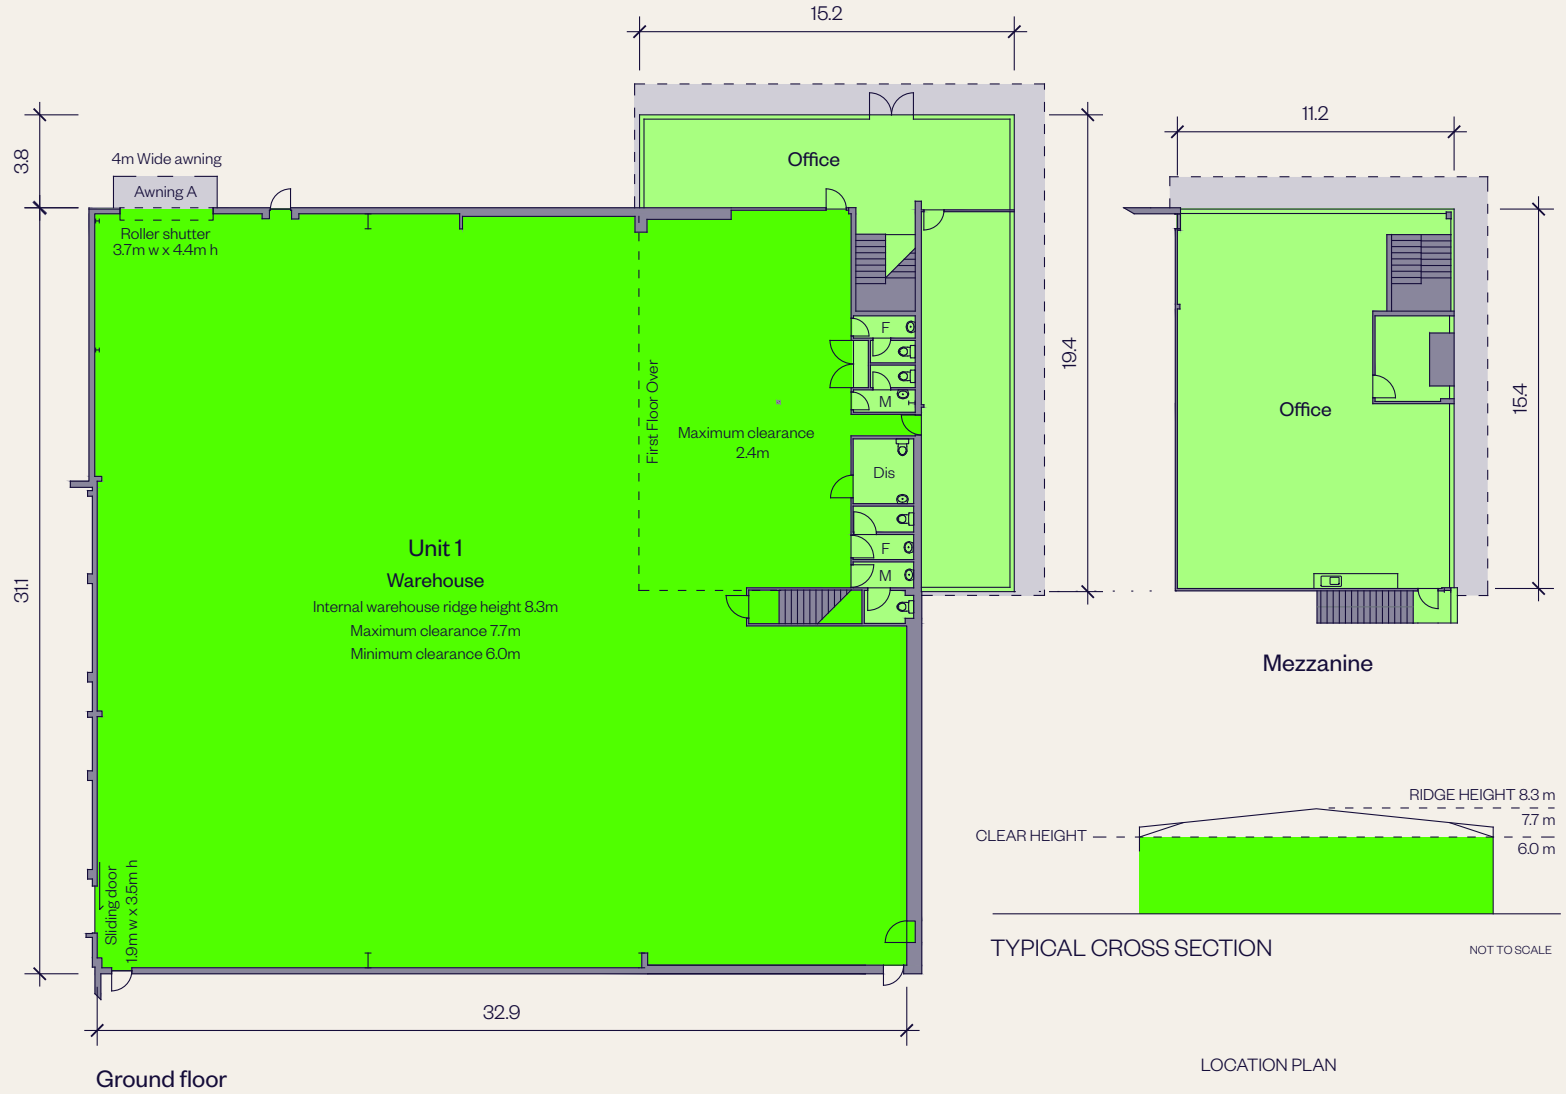 15.2
11.2
3.8
4m Wide awning
Awning A
Roller shutter
3.7m w x 4.4m h
Office
19.4
15.4
F
M
First Floor Over
Maximum clearance
2.4m
Dis
F
M
Office
Unit 1
Warehouse
Internal warehouse ridge height 8.3m
Maximum clearance 7.7m
Minimum clearance 6.0m
31.1
Mezzanine
RIDGE HEIGHT 8.3 m
7.7 m
CLEAR HEIGHT
6.0 m
Sliding door
1.9m w x 3.5m h
TYPICAL CROSS SECTION
NOT TO SCALE
32.9
LOCATION PLAN
Ground floor